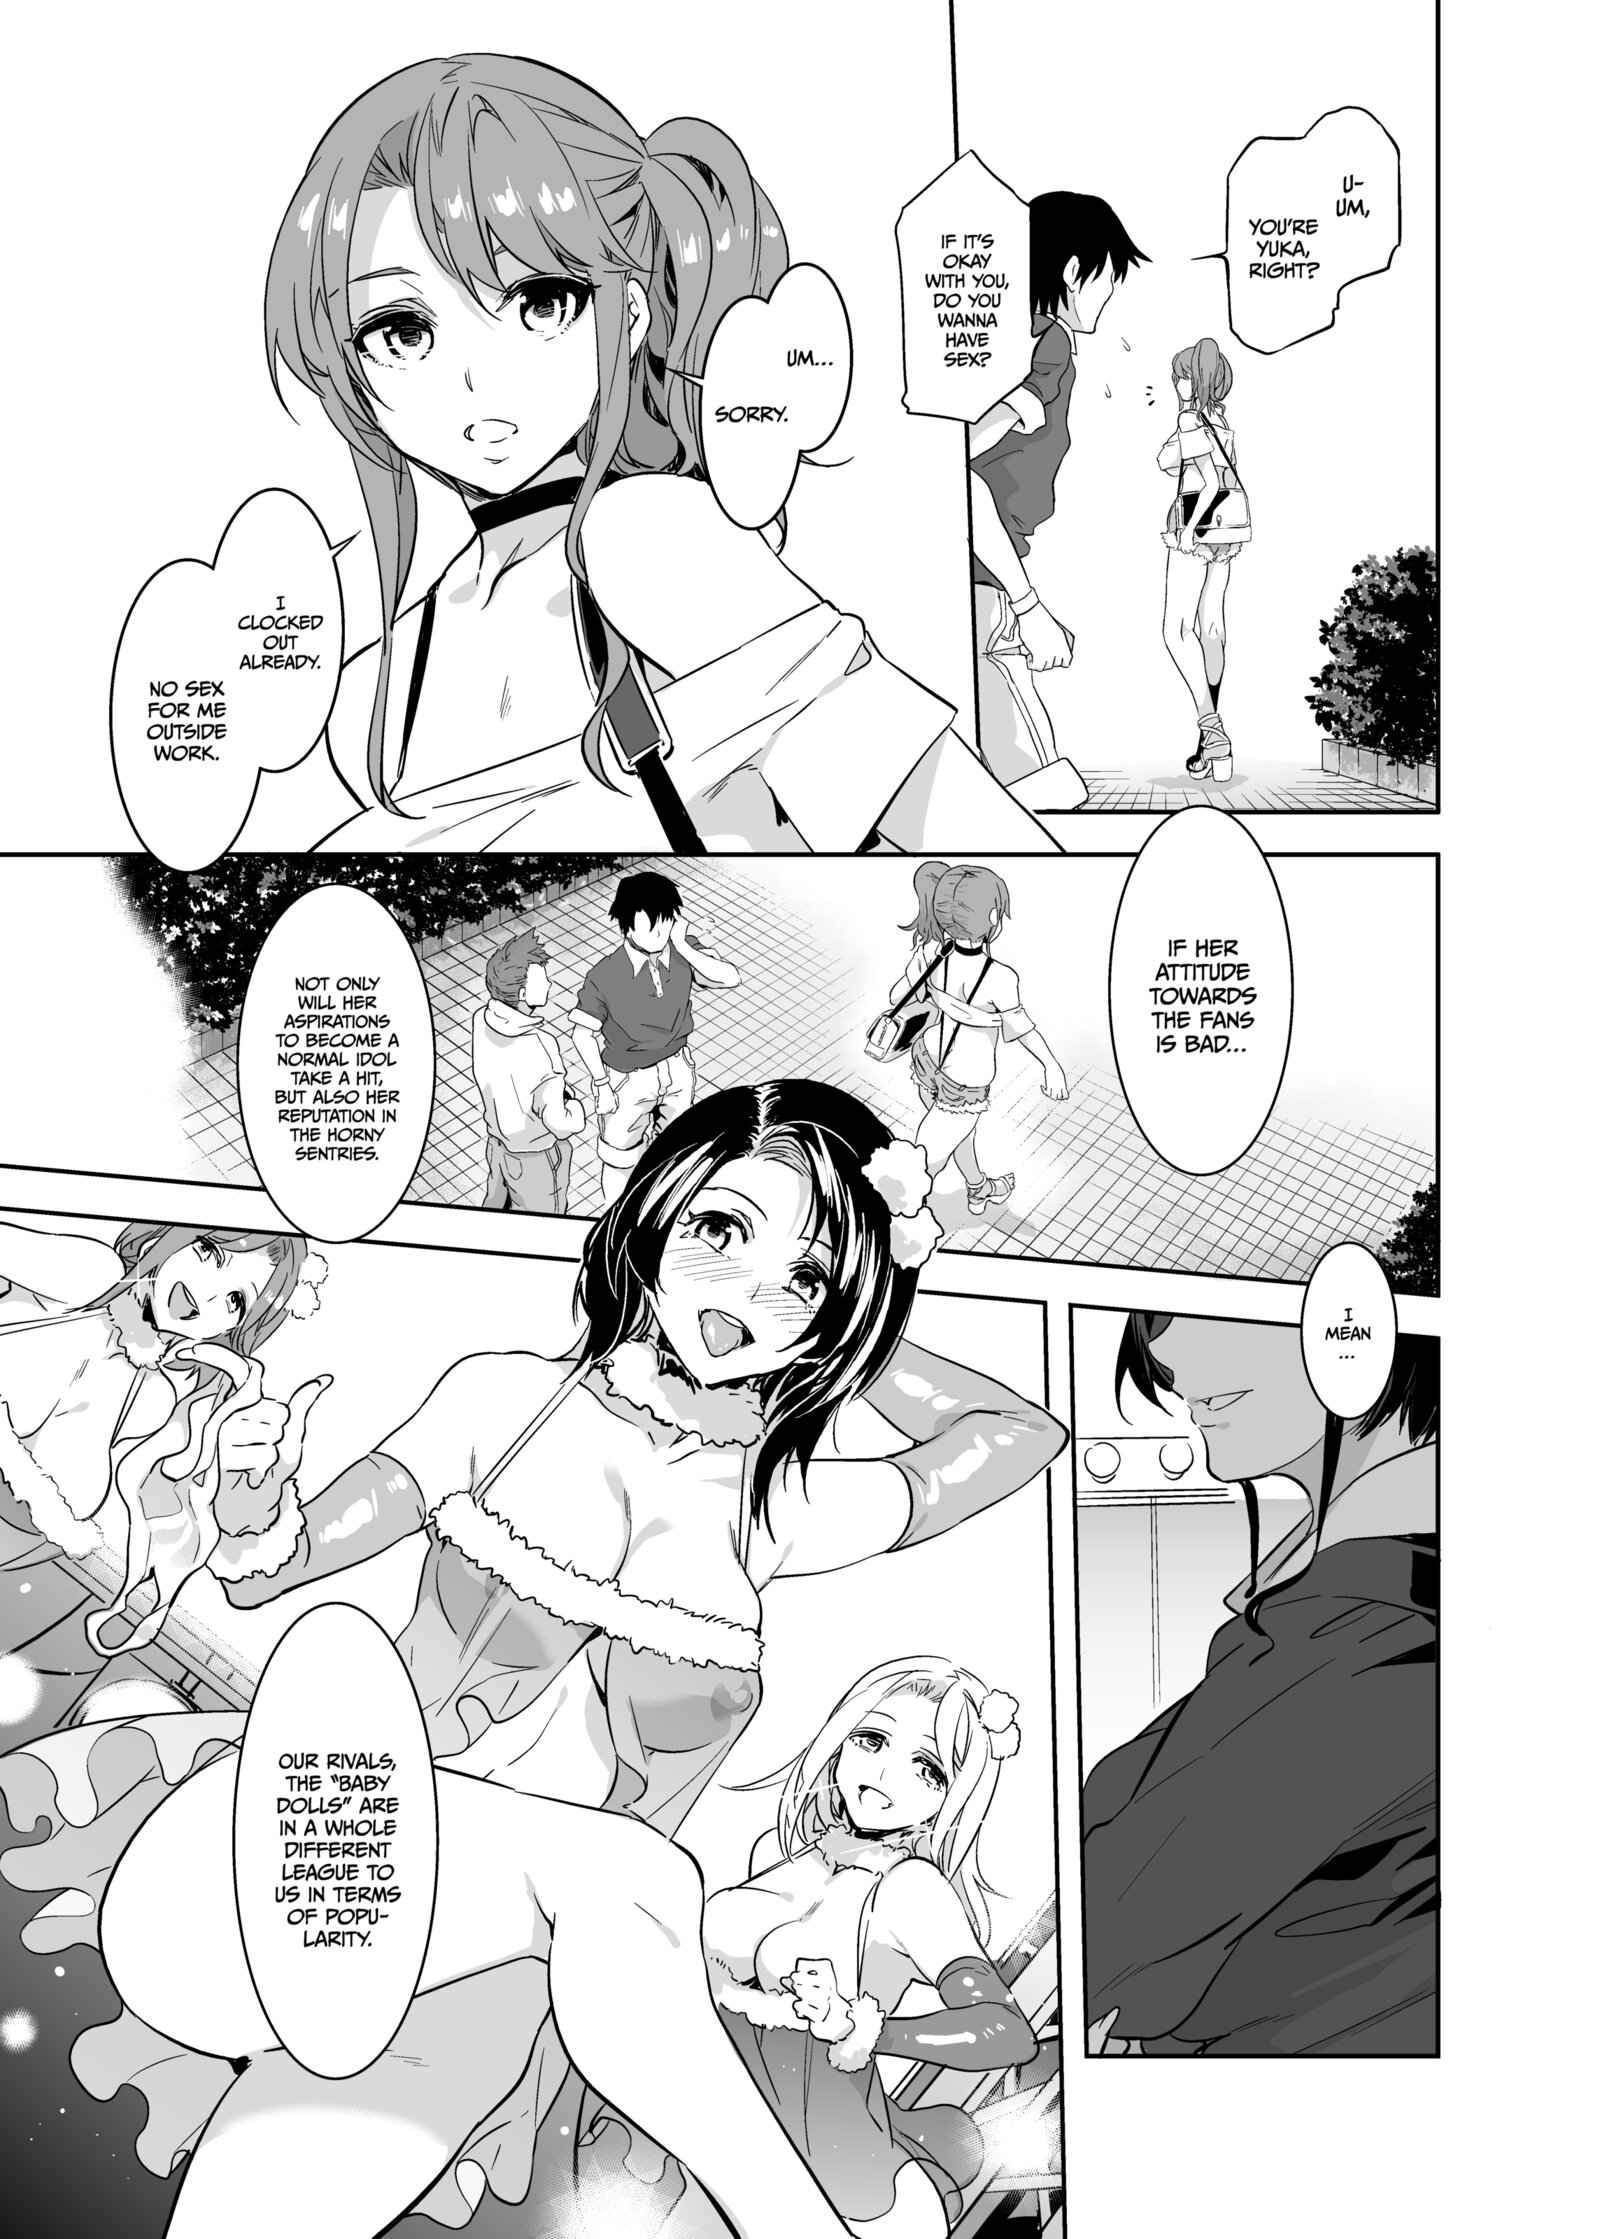 U-
UM,
YOU'RE
YUKA,
RIGHT?
IF IT'S
OKAY
WITH YOU,
DO YOU
WANNA
HAVE
SEX?
UM...
SORRY.
I
CLOCKED
OUT
ALREADY.
NO SEX
FOR ME
OUTSIDE
WORK.
IF HER
ATTITUDE
TOWARDS
THE FANS
IS BAD...
NOT ONLY
WILL HER
ASPIRATIONS
TO BECOME A
NORMAL IDOL
TAKE A HIT,
BUT ALSO HER
REPUTATION IN
THE HORNY
SENTRIES.
I
MEAN
...
OUR RIVALS,
THE "BABY
DOLLS" ARE
IN A WHOLE
DIFFERENT
LEAGUE TO
US IN TERMS
OF POPU-
LARITY.